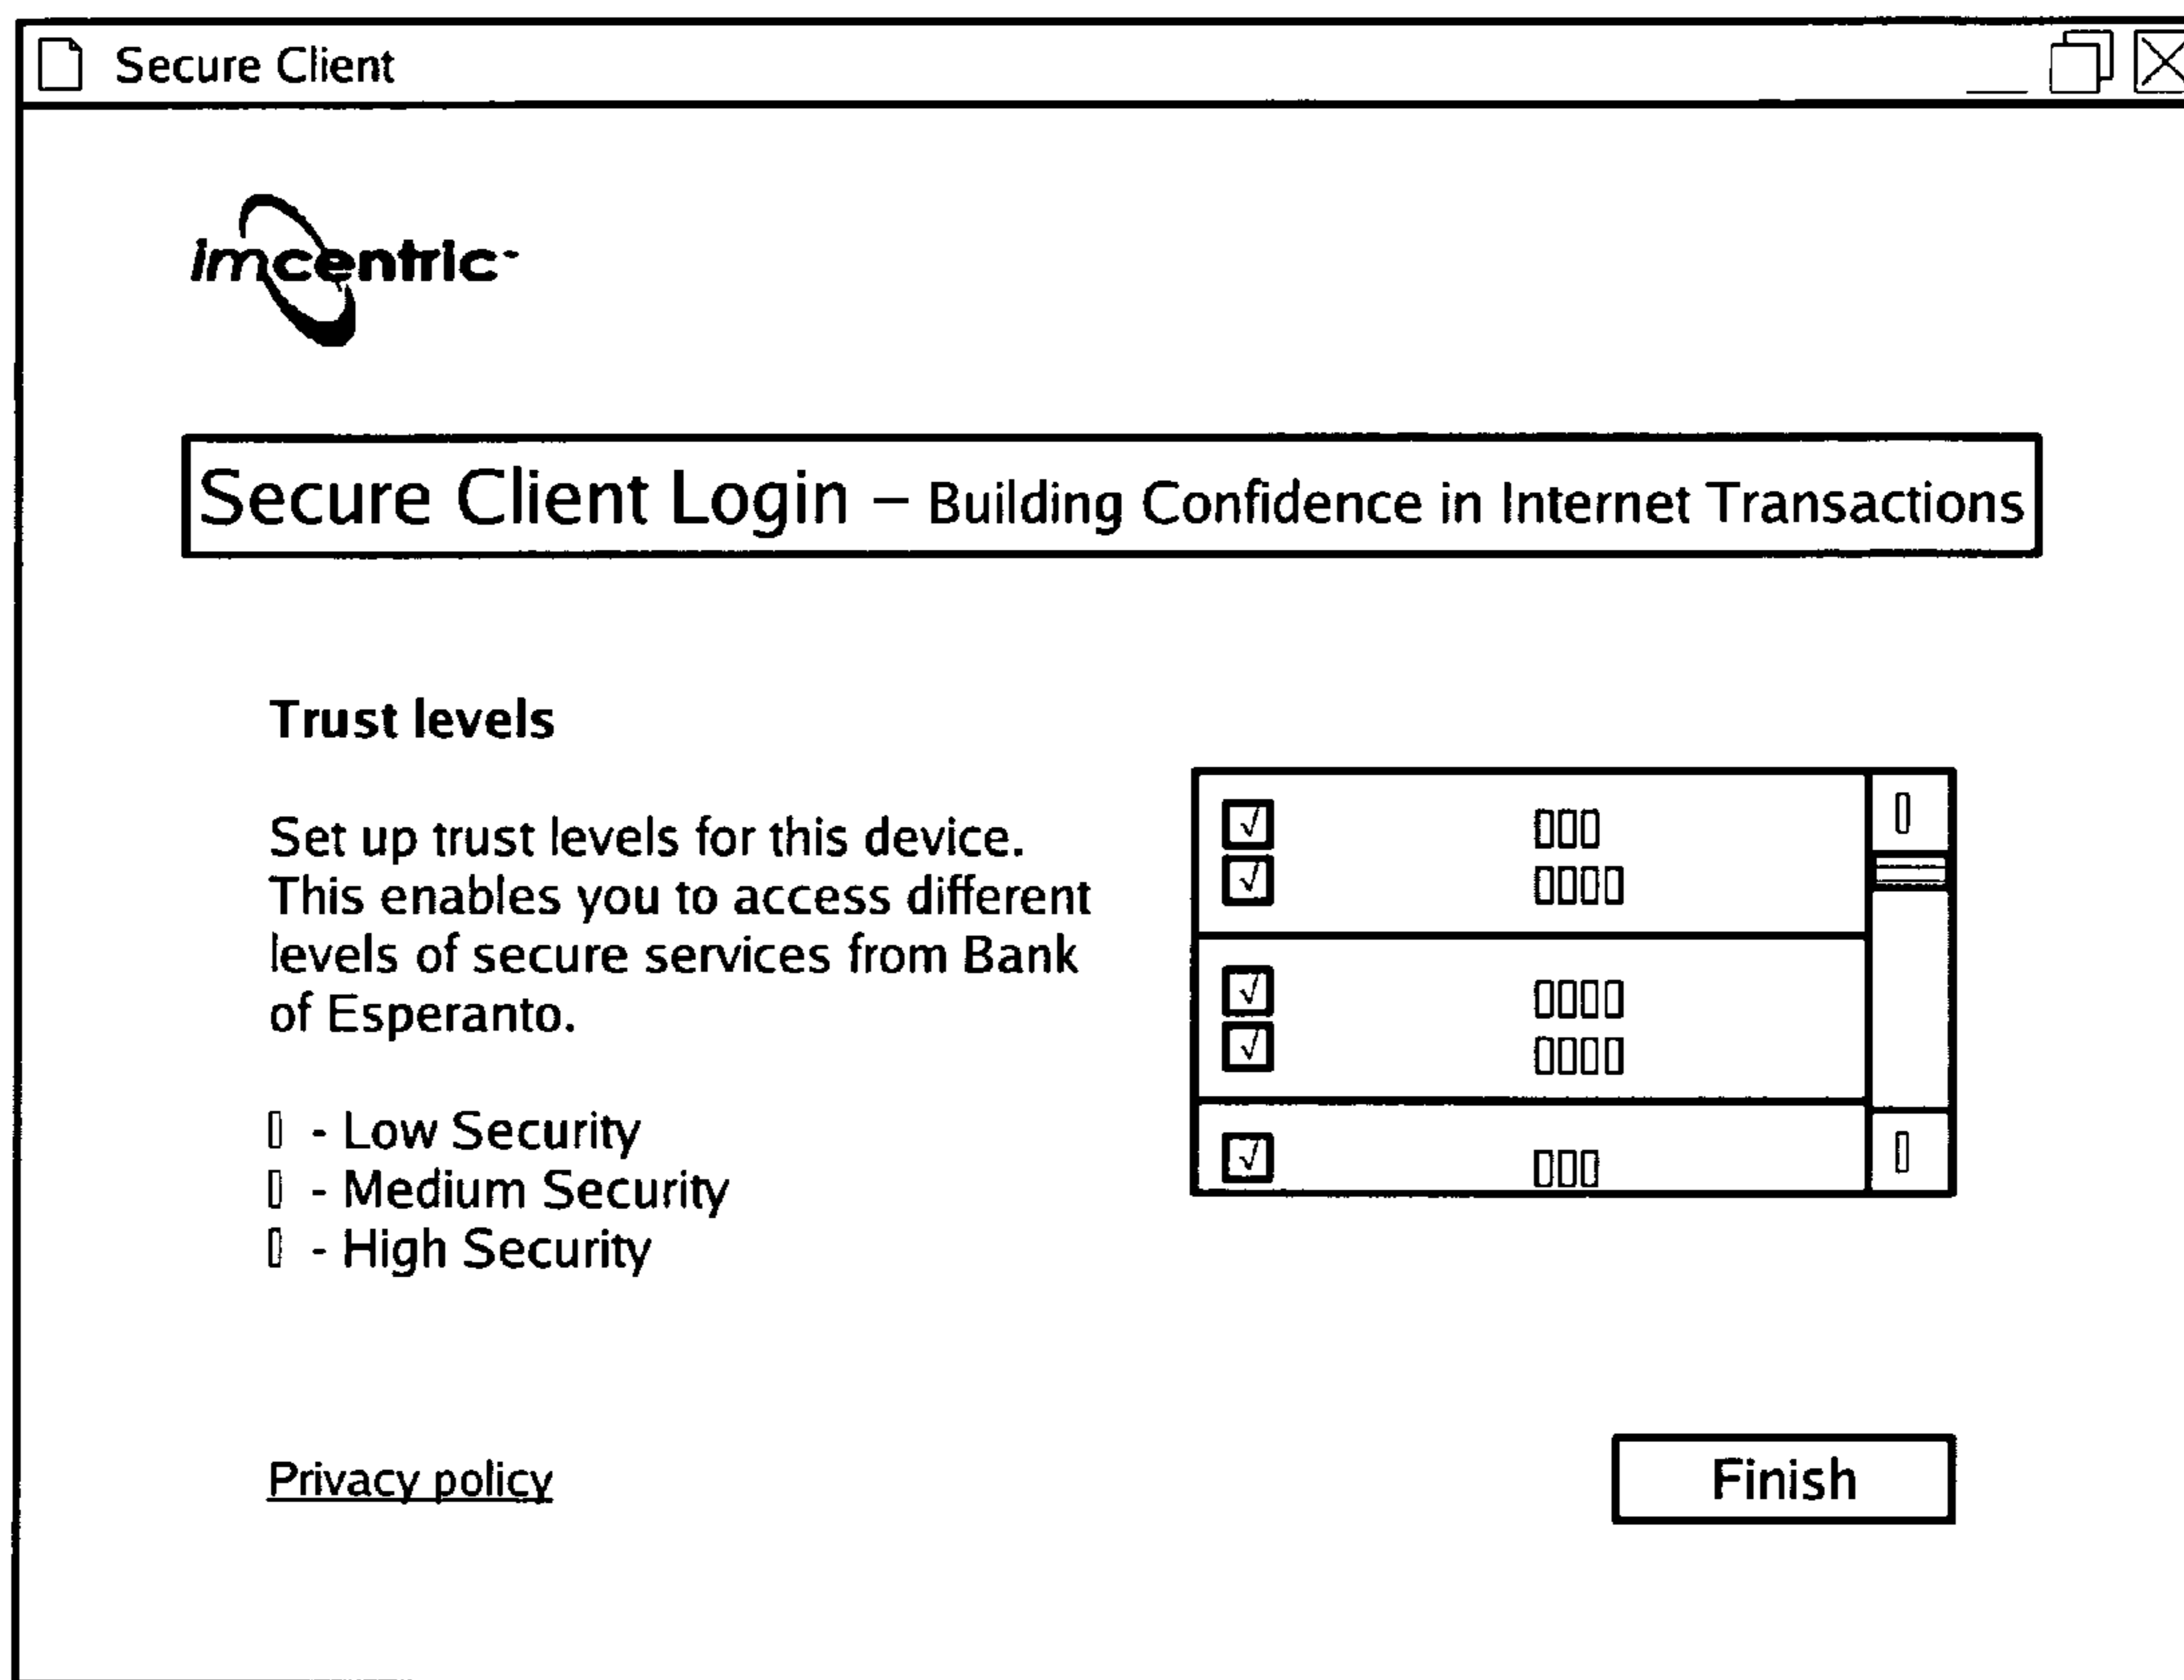 Secure Client
imcentric
Secure Client Login – Building Confidence in Internet Transactions
Trust levels
Set up trust levels for this device.
This enables you to access different
levels of secure services from Bank
of Esperanto.
▯ - Low Security
▯ - Medium Security
▯ - High Security
▯▯▯
▯▯▯▯
▯▯▯▯
▯▯▯▯
▯▯▯
Privacy policy
Finish